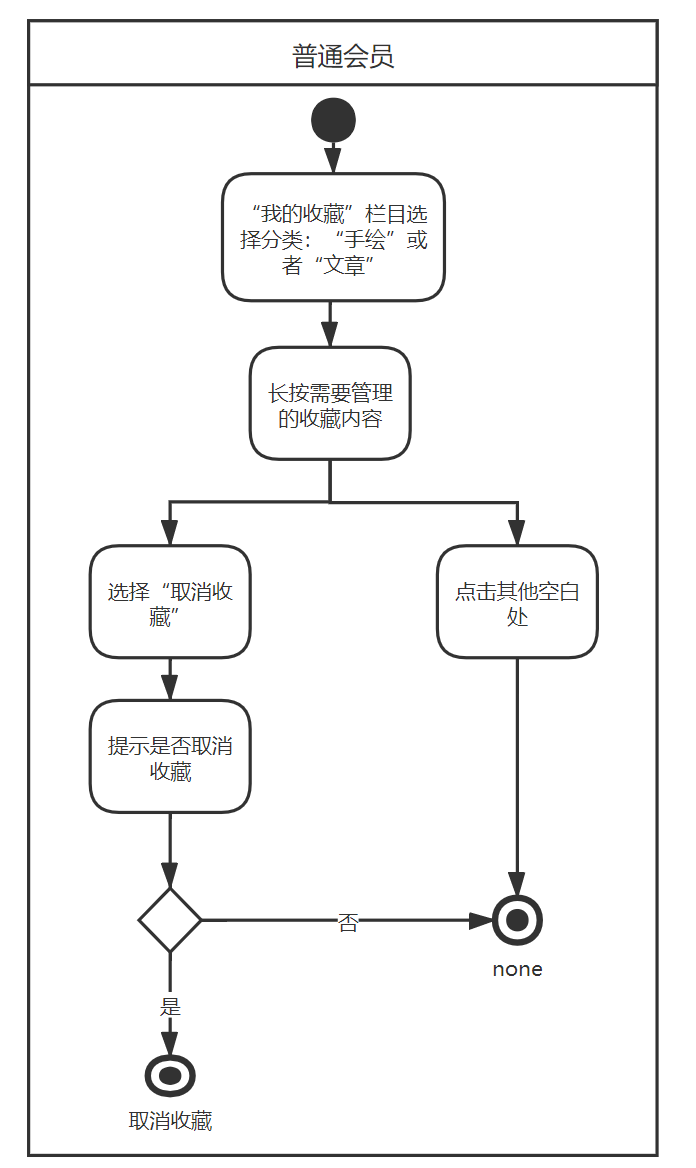 普通会员
“我的收藏”栏目选
择分类：“手绘”或
者“文章”
长按需要管理
的收藏内容
选择“取消收
藏”
点击其他空白
处
提示是否取消
收藏
否
none
是
取消收藏